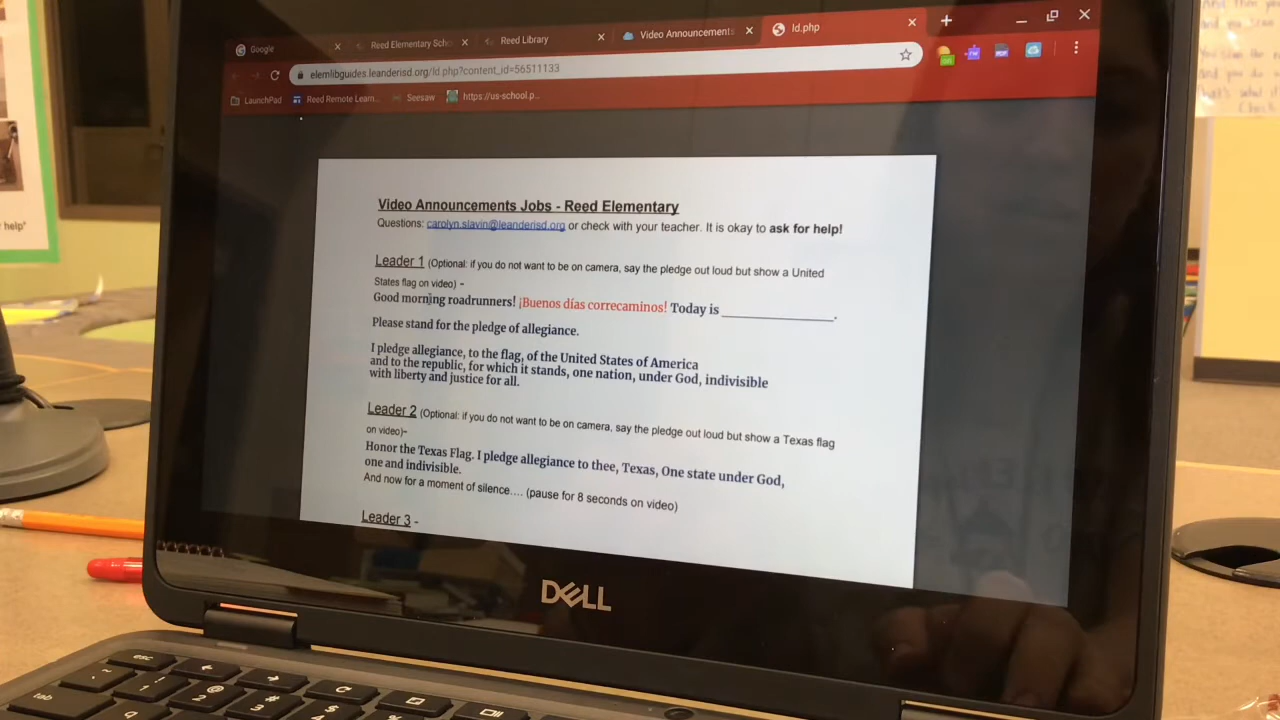 Google
Reed Elementary Scho
Reed Library
Video Announcements
ld.php
elemlibguides.leanderisd.org/ld.php?content_id=56511133
LaunchPad
Reed Remote Learn...
Seesaw
https://us-school.p...
Video Announcements Jobs - Reed Elementary
Questions: carolyn.slavin@leanderisd.org or check with your teacher. It is okay to ask for help!
Leader 1 (Optional: if you do not want to be on camera, say the pledge out loud but show a United
States flag on video) -
Good morning roadrunners! ¡Buenos días correcaminos! Today is ____________.
Please stand for the pledge of allegiance.
I pledge allegiance, to the flag, of the United States of America
and to the republic, for which it stands, one nation, under God, indivisible
with liberty and justice for all.
Leader 2 (Optional: if you do not want to be on camera, say the pledge out loud but show a Texas flag
on video)-
Honor the Texas Flag. I pledge allegiance to thee, Texas, One state under God,
one and indivisible.
And now for a moment of silence.... (pause for 8 seconds on video)
Leader 3 -
DELL
help"
esc
tab
~ `
! 1
@ 2
# 3
$ 4
q